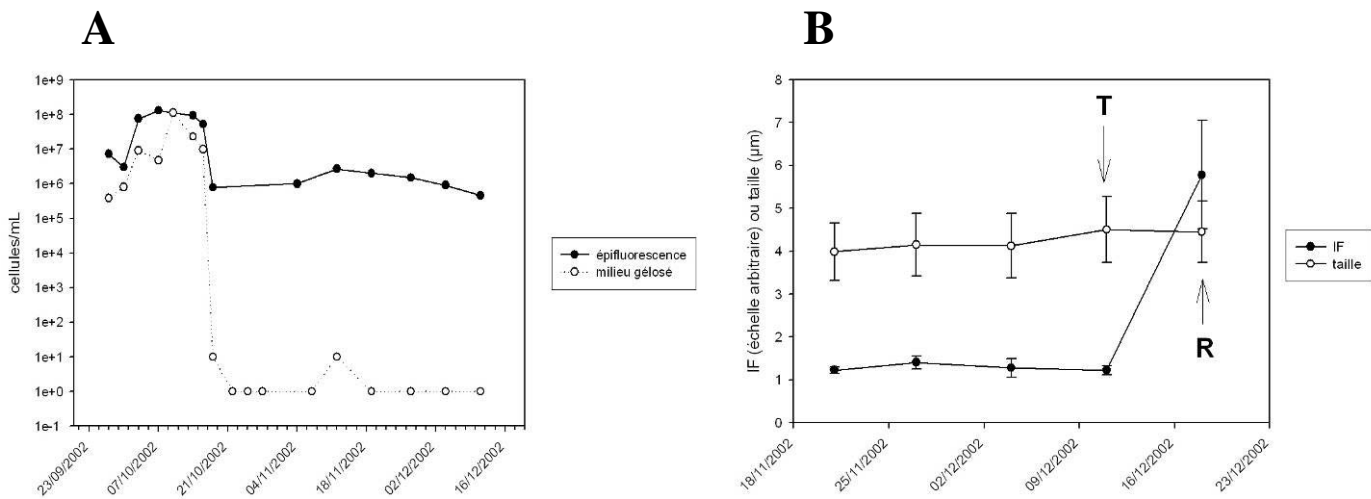 A
cellules/mL
1e+9
1e+8
1e+7
1e+6
1e+5
1e+4
1e+3
1e+2
1e+1
1e+0
1e-1
23/09/2002
07/10/2002
21/10/2002
04/11/2002
18/11/2002
02/12/2002
16/12/2002
épifluorescence
milieu gélosé
B
IF (échelle arbitraire) ou taille (µm)
8
7
6
5
4
3
2
1
0
T
R
18/11/2002
25/11/2002
02/12/2002
09/12/2002
16/12/2002
23/12/2002
IF
taille